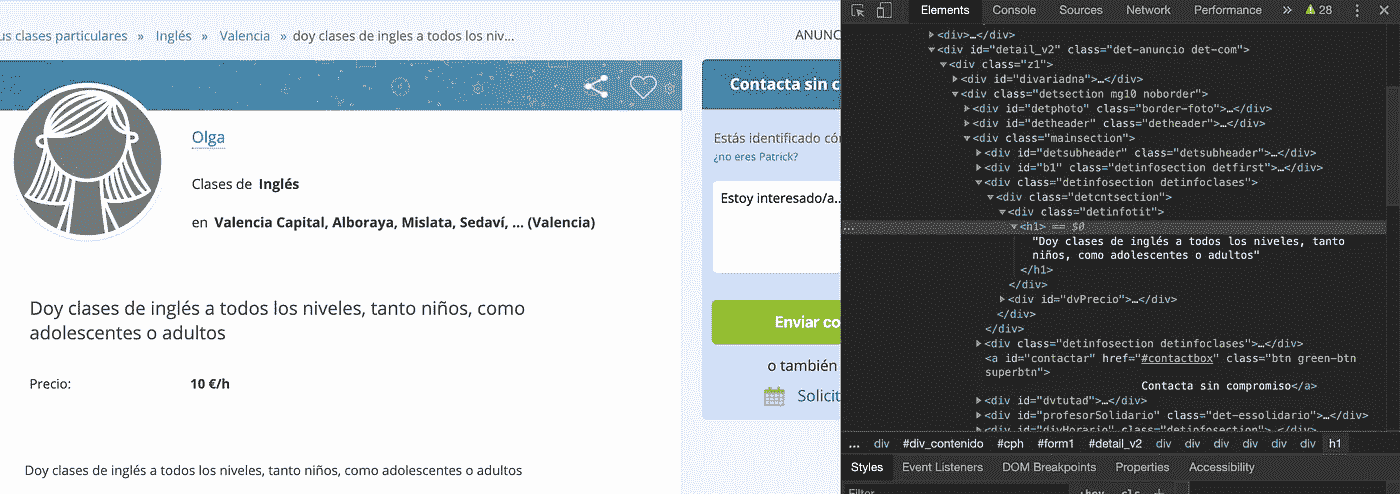 us clases particulares » Inglés » Valencia » doy clases de ingles a todos los niv...
ANUNC
Contacta sin c
Olga
Clases de Inglés
en Valencia Capital, Alboraya, Mislata, Sedaví, ... (Valencia)
Estás identificado cóm
¿no eres Patrick?
Estoy interesado/a..
Doy clases de inglés a todos los niveles, tanto niños, como
adolescentes o adultos
Enviar co
o también
Solicit
Precio: 10 €/h
Doy clases de inglés a todos los niveles, tanto niños, como adolescentes o adultos
Elements Console Sources Network Performance » 28
<div>…</div>
<div id="detail_v2" class="det-anuncio det-com">
<div class="z1">
<div id="divariadna">…</div>
<div class="detsection mg10 noborder">
<div id="detphoto" class="border-foto">…</div>
<div id="detheader" class="detheader">…</div>
<div class="mainsection">
<div id="detsubheader" class="detsubheader">…</div>
<div id="b1" class="detinfosection detfirst">…</div>
<div class="detinfosection detinfoclases">
<div class="detcntsection">
<div class="detinfotit">
... <h1> == $0
"Doy clases de inglés a todos los niveles, tanto
niños, como adolescentes o adultos"
</h1>
</div>
<div id="dvPrecio">…</div>
</div>
</div>
<div class="detinfosection detinfoclases">…</div>
<a id="contactar" href="#contactbox" class="btn green-btn
superbtn">
Contacta sin compromiso</a>
<div id="dvtutad">…</div>
<div id="profesorSolidario" class="det-essolidario">…</div>
<div id="divHorario" class="detinfosection">…</div>
... div #div_contenido #cph #form1 #detail_v2 div div div div div div h1
Styles Event Listeners DOM Breakpoints Properties Accessibility
Filter :hov .cls +